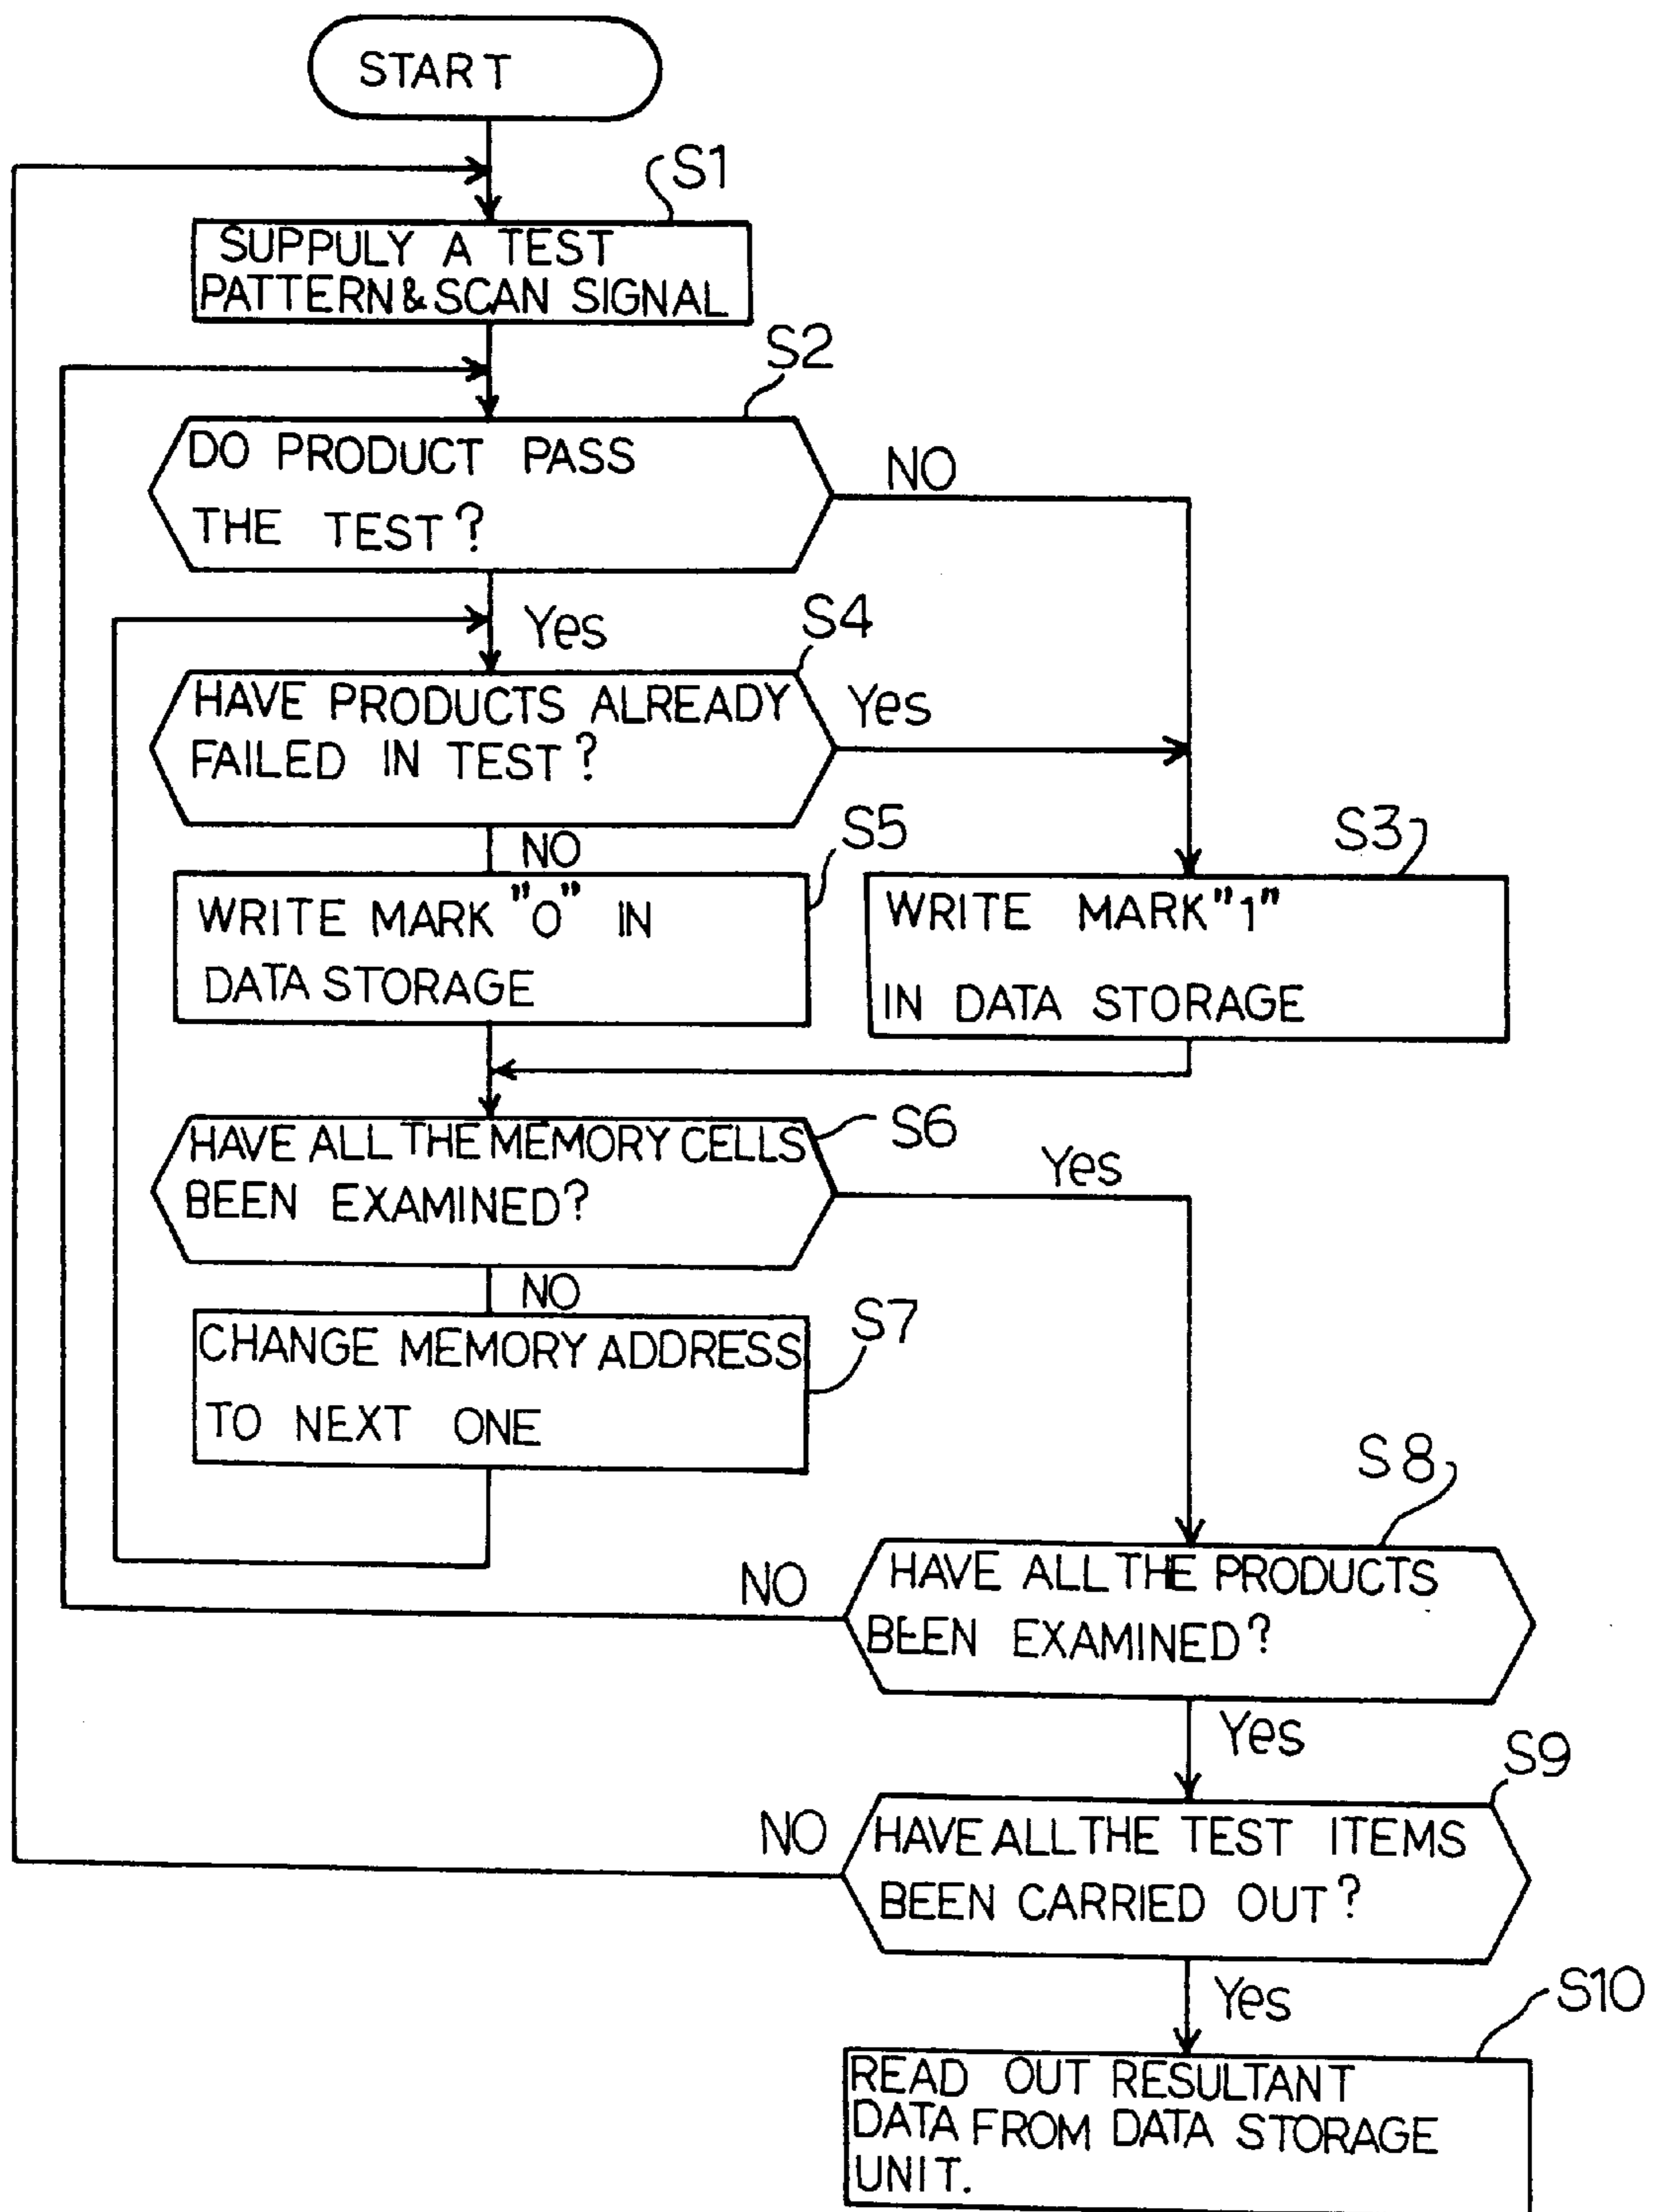 START
S1
SUPPULY A TEST
PATTERN & SCAN SIGNAL
S2
DO PRODUCT PASS
THE TEST?
NO
Yes
S4
HAVE PRODUCTS ALREADY
FAILED IN TEST?
Yes
NO
S5
WRITE MARK "0" IN
DATA STORAGE
S3
WRITE MARK "1"
IN DATA STORAGE
S6
HAVE ALL THE MEMORY CELLS
BEEN EXAMINED?
Yes
NO
S7
CHANGE MEMORY ADDRESS
TO NEXT ONE
S8
NO
HAVE ALL THE PRODUCTS
BEEN EXAMINED?
Yes
S9
NO
HAVE ALL THE TEST ITEMS
BEEN CARRIED OUT?
Yes
S10
READ OUT RESULTANT
DATA FROM DATA STORAGE
UNIT.